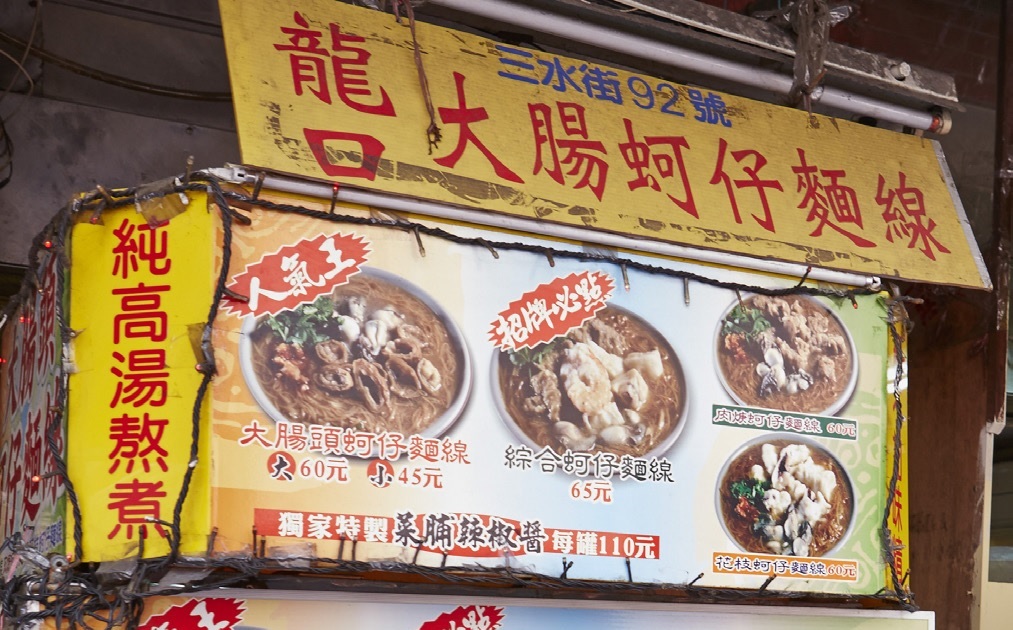 三水街92號
龍口
大腸蚵仔麵線
純高湯熬煮
人氣王
招牌必點
大腸頭蚵仔麵線
大60元 小45元
綜合蚵仔麵線
65元
肉焿蚵仔麵線 60元
花枝蚵仔麵線60元
獨家特製菜脯辣椒醬每罐110元